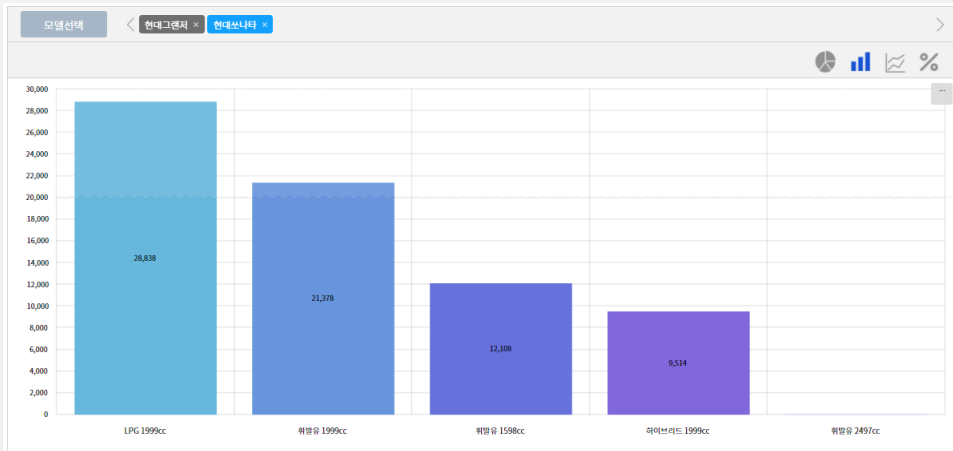 모델선택
현대그랜저 ×
현대쏘나타 ×
30,000
28,000
26,000
24,000
22,000
20,000
18,000
16,000
14,000
12,000
10,000
8,000
6,000
4,000
2,000
0
28,838
21,378
12,108
9,514
LPG 1999cc
휘발유 1999cc
휘발유 1598cc
하이브리드 1999cc
휘발유 2497cc